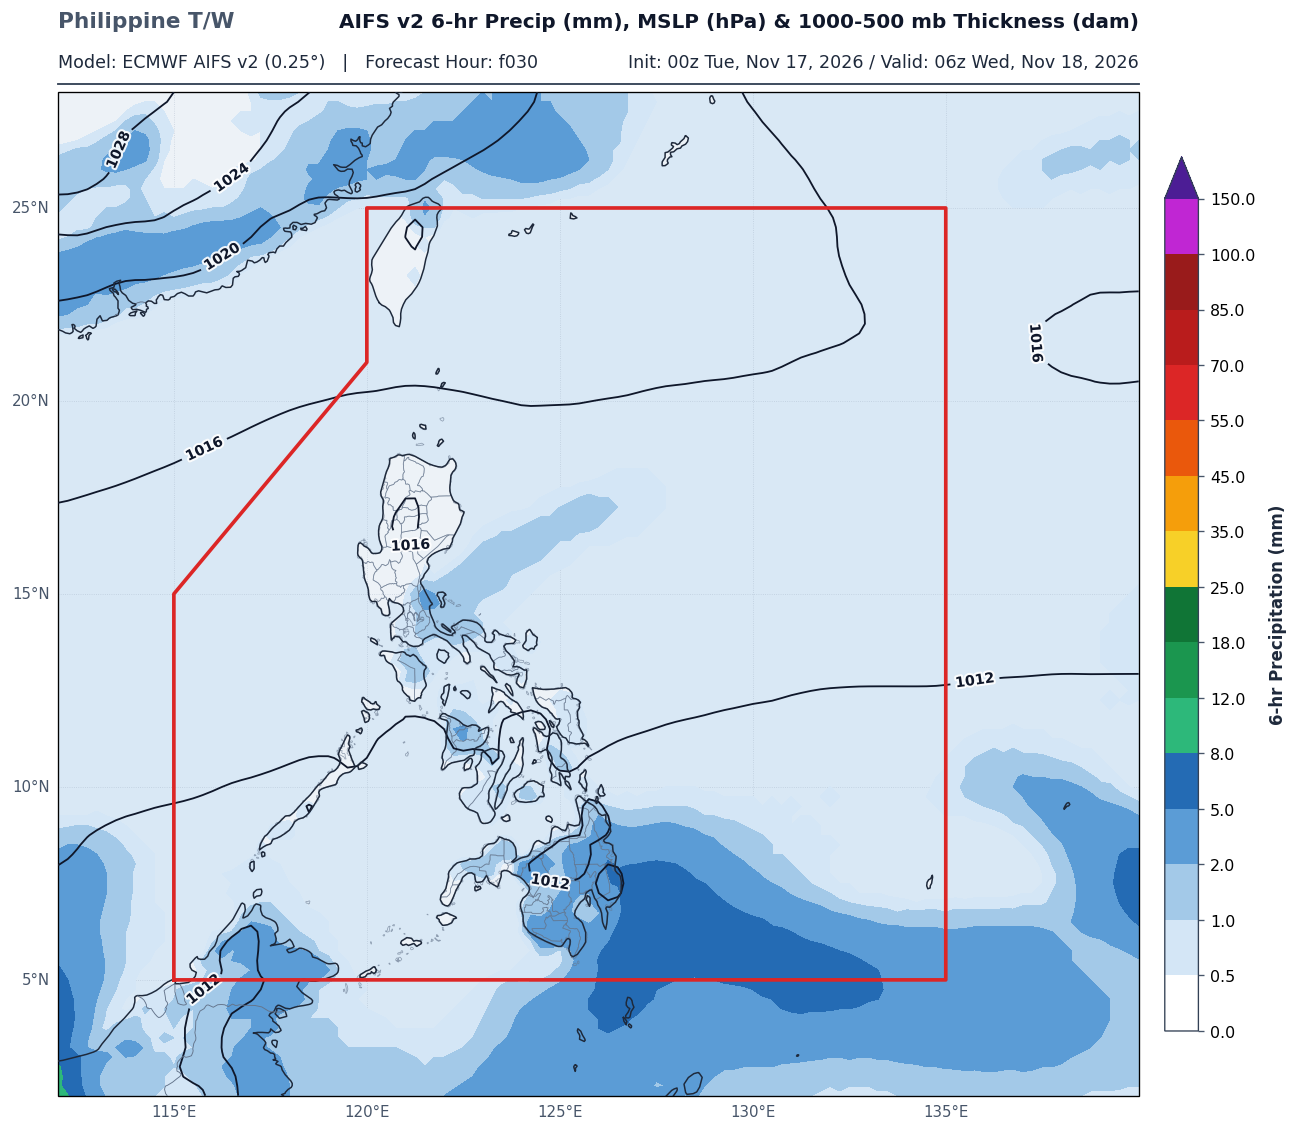 Philippine T/W
AIFS v2 6-hr Precip (mm), MSLP (hPa) & 1000-500 mb Thickness (dam)
Model: ECMWF AIFS v2 (0.25°) | Forecast Hour: f030
Init: 00z Tue, Nov 17, 2026 / Valid: 06z Wed, Nov 18, 2026
1028
1024
1020
1016
1016
1016
1012
1012
1012
25°N
20°N
15°N
10°N
5°N
115°E
120°E
125°E
130°E
135°E
150.0
100.0
85.0
70.0
55.0
45.0
35.0
25.0
18.0
12.0
8.0
5.0
2.0
1.0
0.5
0.0
6-hr Precipitation (mm)